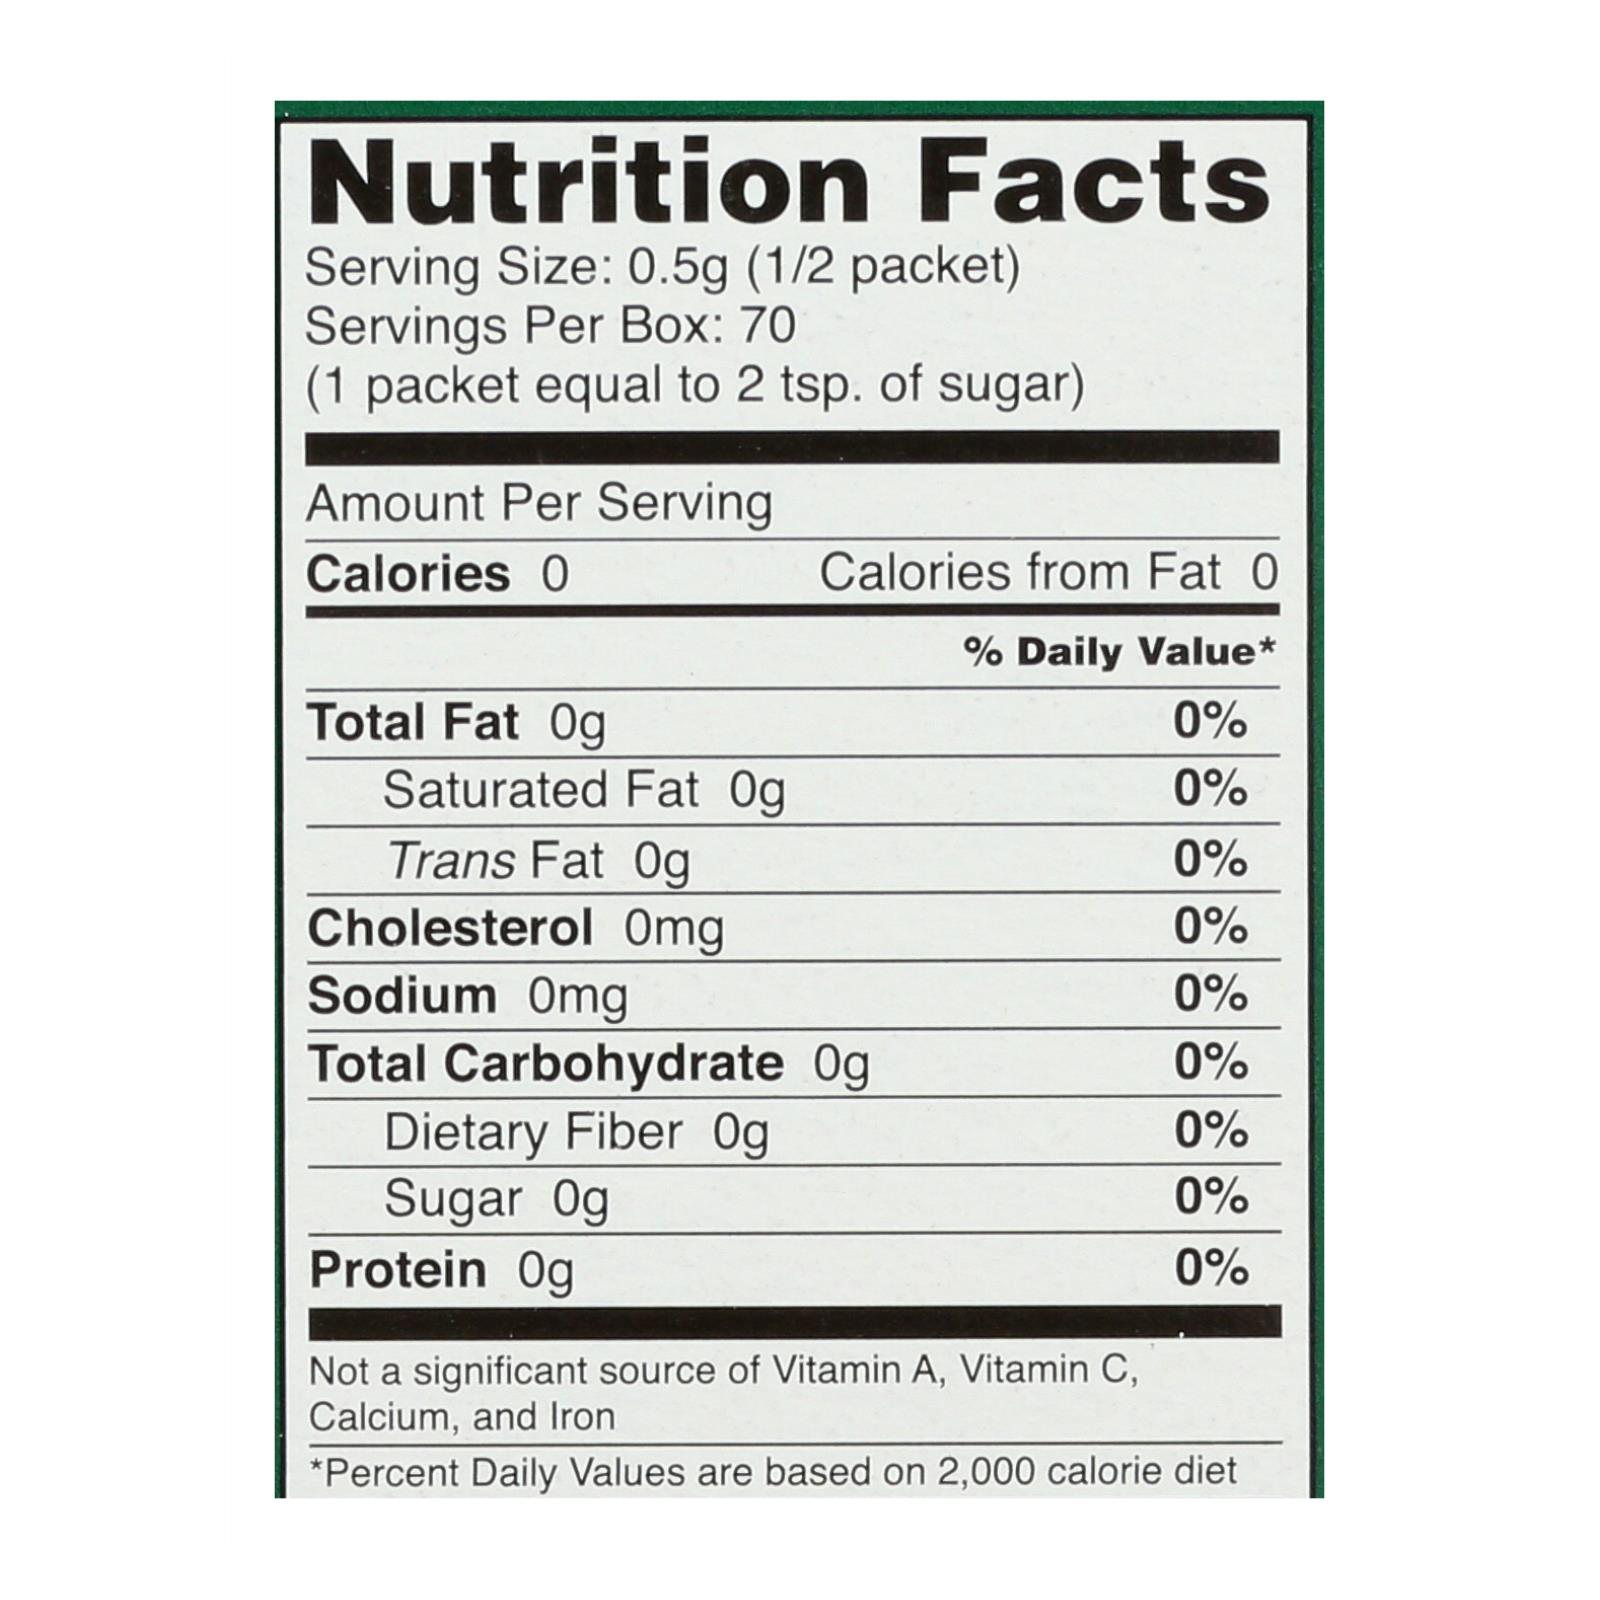 Nutrition Facts
Serving Size: 0.5g (1/2 packet)
Servings Per Box: 70
(1 packet equal to 2 tsp. of sugar)
Amount Per Serving
Calories 0 Calories from Fat 0
% Daily Value*
Total Fat 0g 0%
Saturated Fat 0g 0%
Trans Fat 0g 0%
Cholesterol 0mg 0%
Sodium 0mg 0%
Total Carbohydrate 0g 0%
Dietary Fiber 0g 0%
Sugar 0g 0%
Protein 0g 0%
Not a significant source of Vitamin A, Vitamin C,
Calcium, and Iron
*Percent Daily Values are based on 2,000 calorie diet